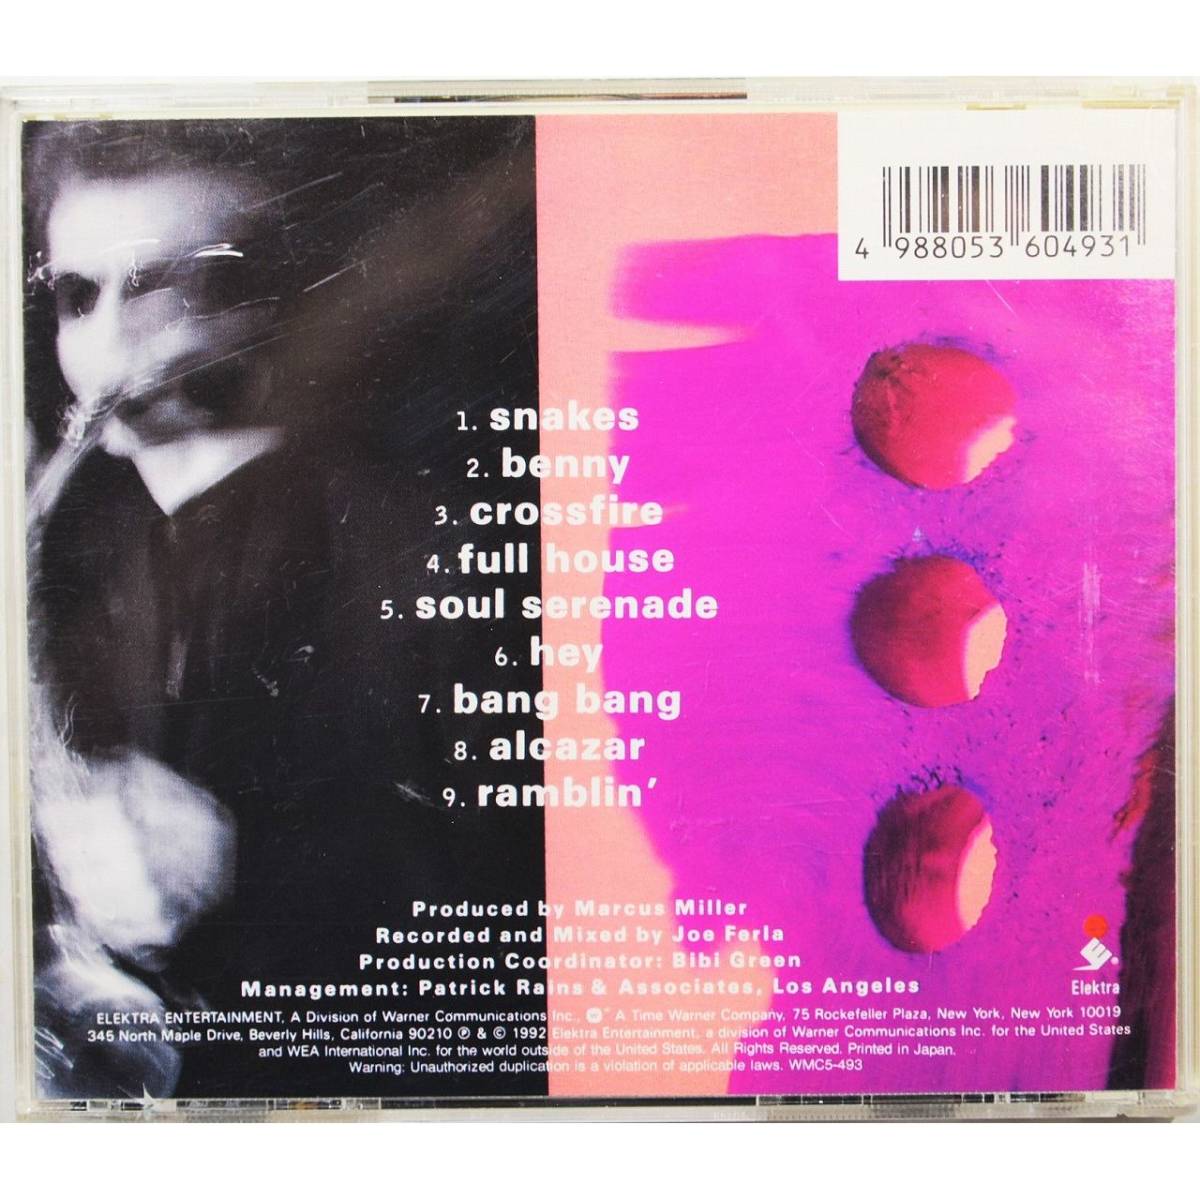 4 988053 604931
1. snakes
2. benny
3. crossfire
4. full house
5. soul serenade
6. hey
7. bang bang
8. alcazar
9. ramblin'
Produced by Marcus Miller
Recorded and Mixed by Joe Ferla
Production Coordinator: Bibi Green
Management: Patrick Rains & Associates, Los Angeles
Elektra
ELEKTRA ENTERTAINMENT, A Division of Warner Communications Inc., A Time Warner Company, 75 Rockefeller Plaza, New York, New York 10019
345 North Maple Drive, Beverly Hills, California 90210 ℗ & © 1992 Elektra Entertainment, a division of Warner Communications Inc. for the United States
and WEA International Inc. for the world outside of the United States. All Rights Reserved. Printed in Japan.
Warning: Unauthorized duplication is a violation of applicable laws. WMC5-493